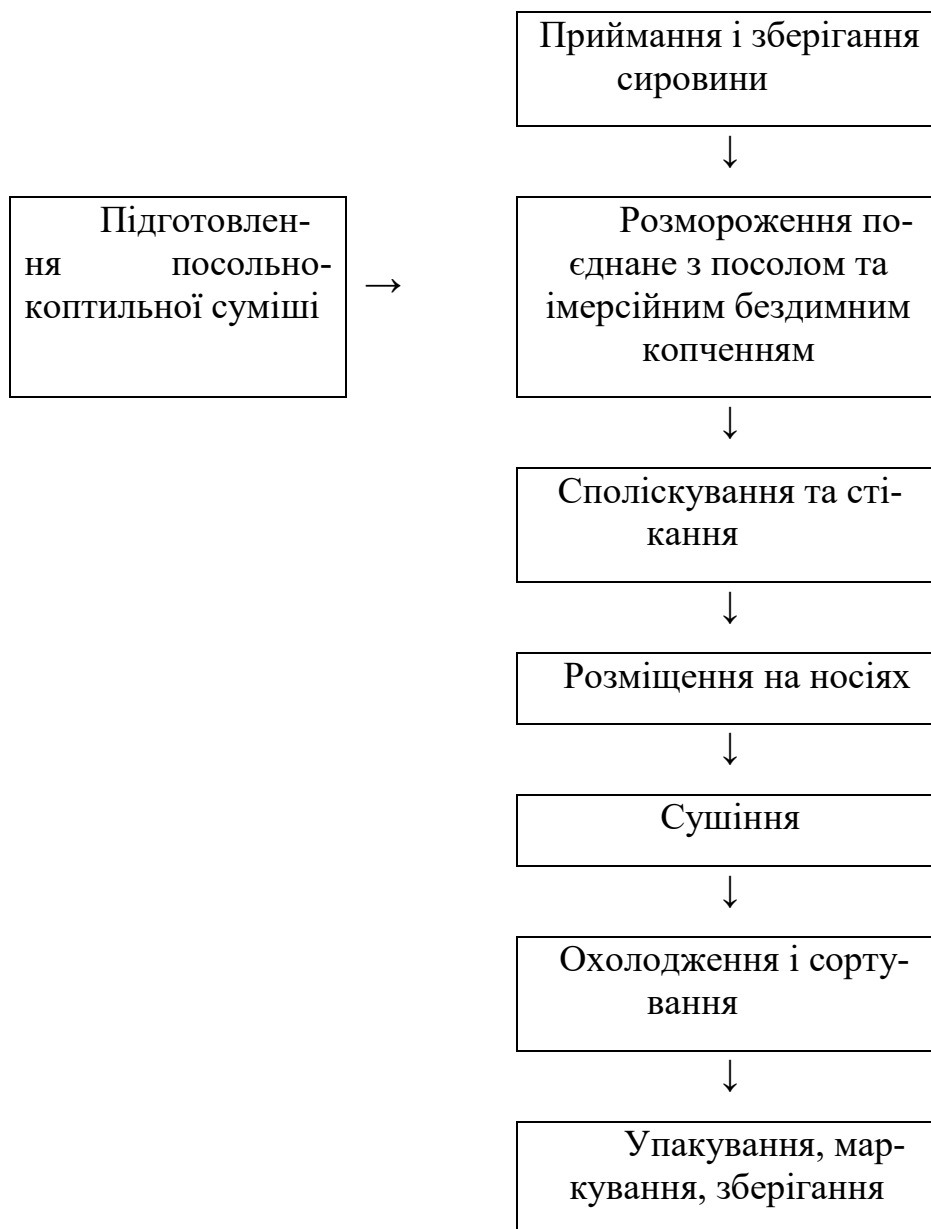 Приймання і зберігання
сировини
↓
Підготовлен-
ня посольно-
коптильної суміші
→
Розмороження по-
єднане з посолом та
імерсійним бездимним
копченням
↓
Споліскування та сті-
кання
↓
Розміщення на носіях
↓
Сушіння
↓
Охолодження і сорту-
вання
↓
Упакування, мар-
кування, зберігання